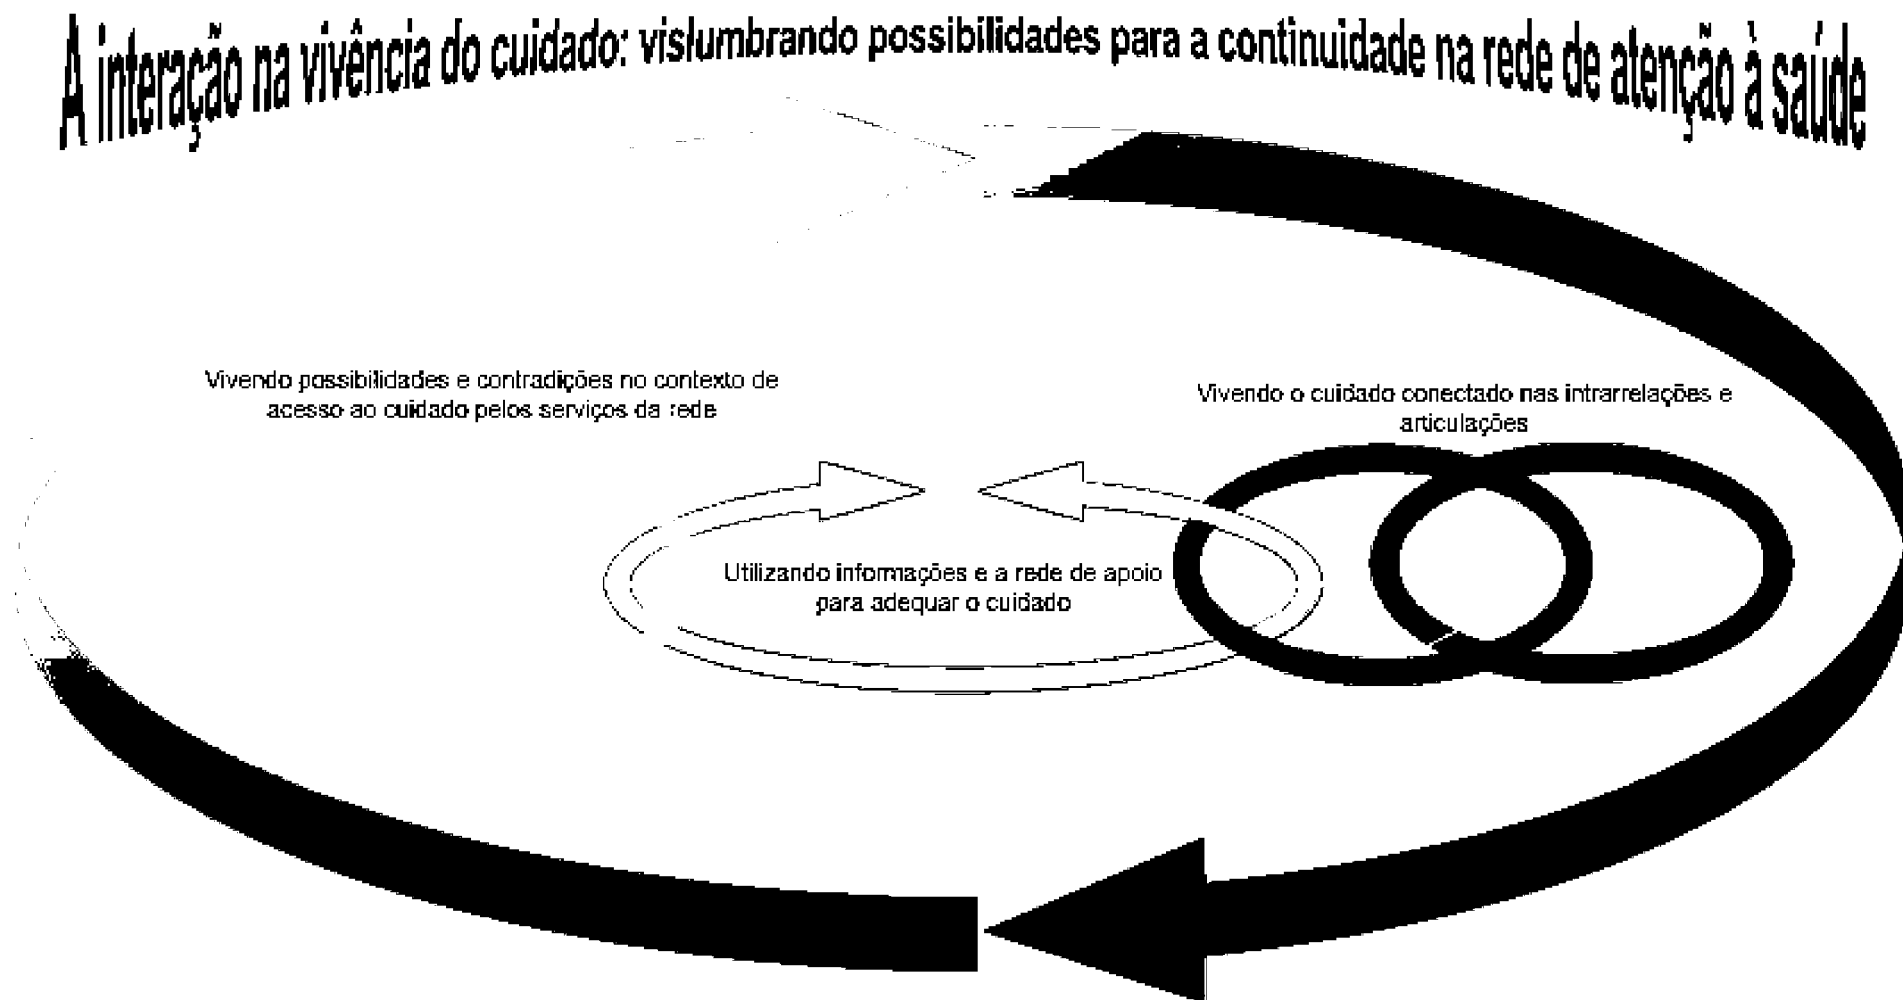 A interação na vivência do cuidado: vislumbrando possibilidades para a continuidade na rede de atenção à saúde
Vivendo possibilidades e contradições no contexto de
acesso ao cuidado pelos serviços da rede
Vivendo o cuidado conectado nas intrarrelações e
articulações
Utilizando informações e a rede de apoio
para adequar o cuidado